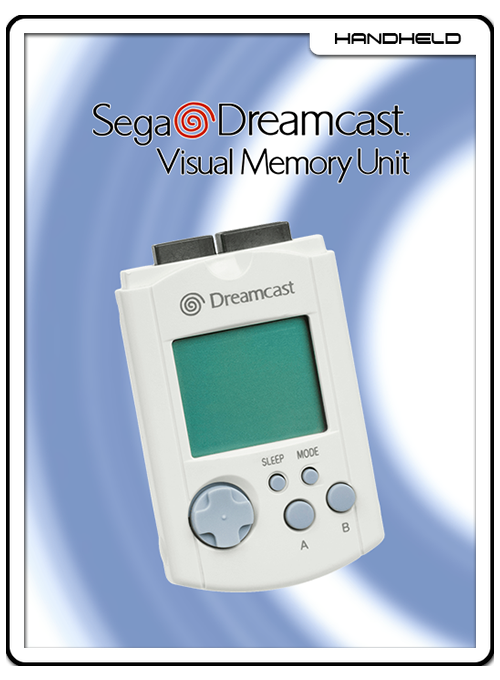 HANDHELD
Sega Dreamcast.
Visual Memory Unit
Dreamcast
SLEEP MODE
A B